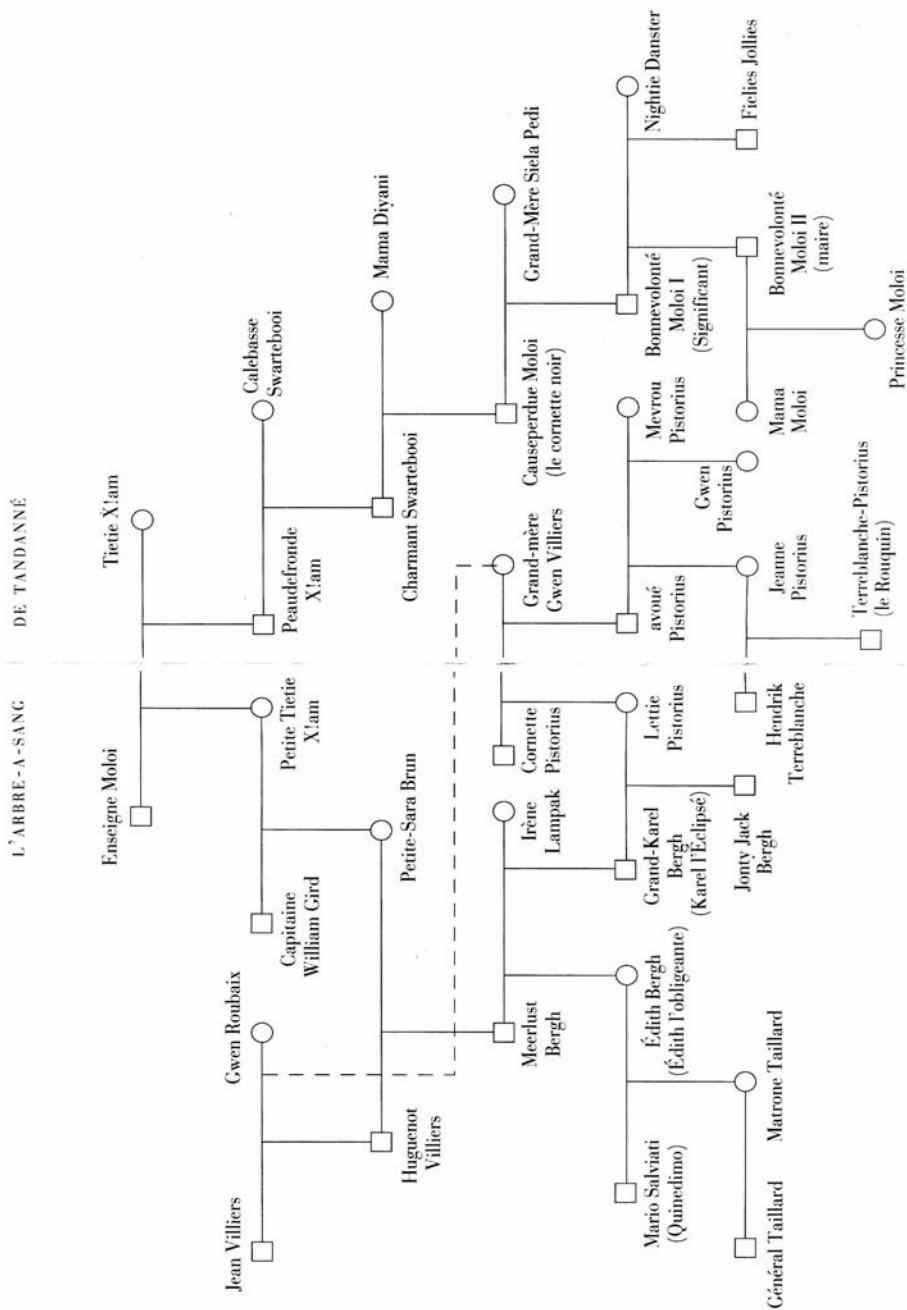 L'ARBRE-A-SANG DE TANDANNÉ
Enseigne Moloi
Tietie X!am
Jean Villiers
Gwen Roubaix
Capitaine
William Gird
Petite Tietie
X!am
Peaudefronde
X!am
Calebasse
Swartebooi
Huguenot
Villiers
Petite-Sara Brun
Charmant Swartebooi
Mama Diyani
Meerlust
Bergh
Irène
Lampak
Cornette
Pistorius
Grand-mère
Gwen Villiers
Causeperdue Moloi
(le cornette noir)
Grand-Mère Siela Pedi
Mario Salviati
(Quinedimo)
Édith Bergh
(Édith l'obligeante)
Grand-Karel
Bergh
(Karel l'Éclipsé)
Lettie
Pistorius
avoué
Pistorius
Mevrou
Pistorius
Bonnevolonté
Moloi I
(Significant)
Nightie Danster
Général Taillard
Matrone Taillard
Jonty Jack
Bergh
Hendrik
Terreblanche
Jeanne
Pistorius
Gwen
Pistorius
Mama
Moloi
Bonnevolonté
Moloi II
(maire)
Fielies Jollies
Terreblanche-Pistorius
(le Rouquin)
Princesse Moloi